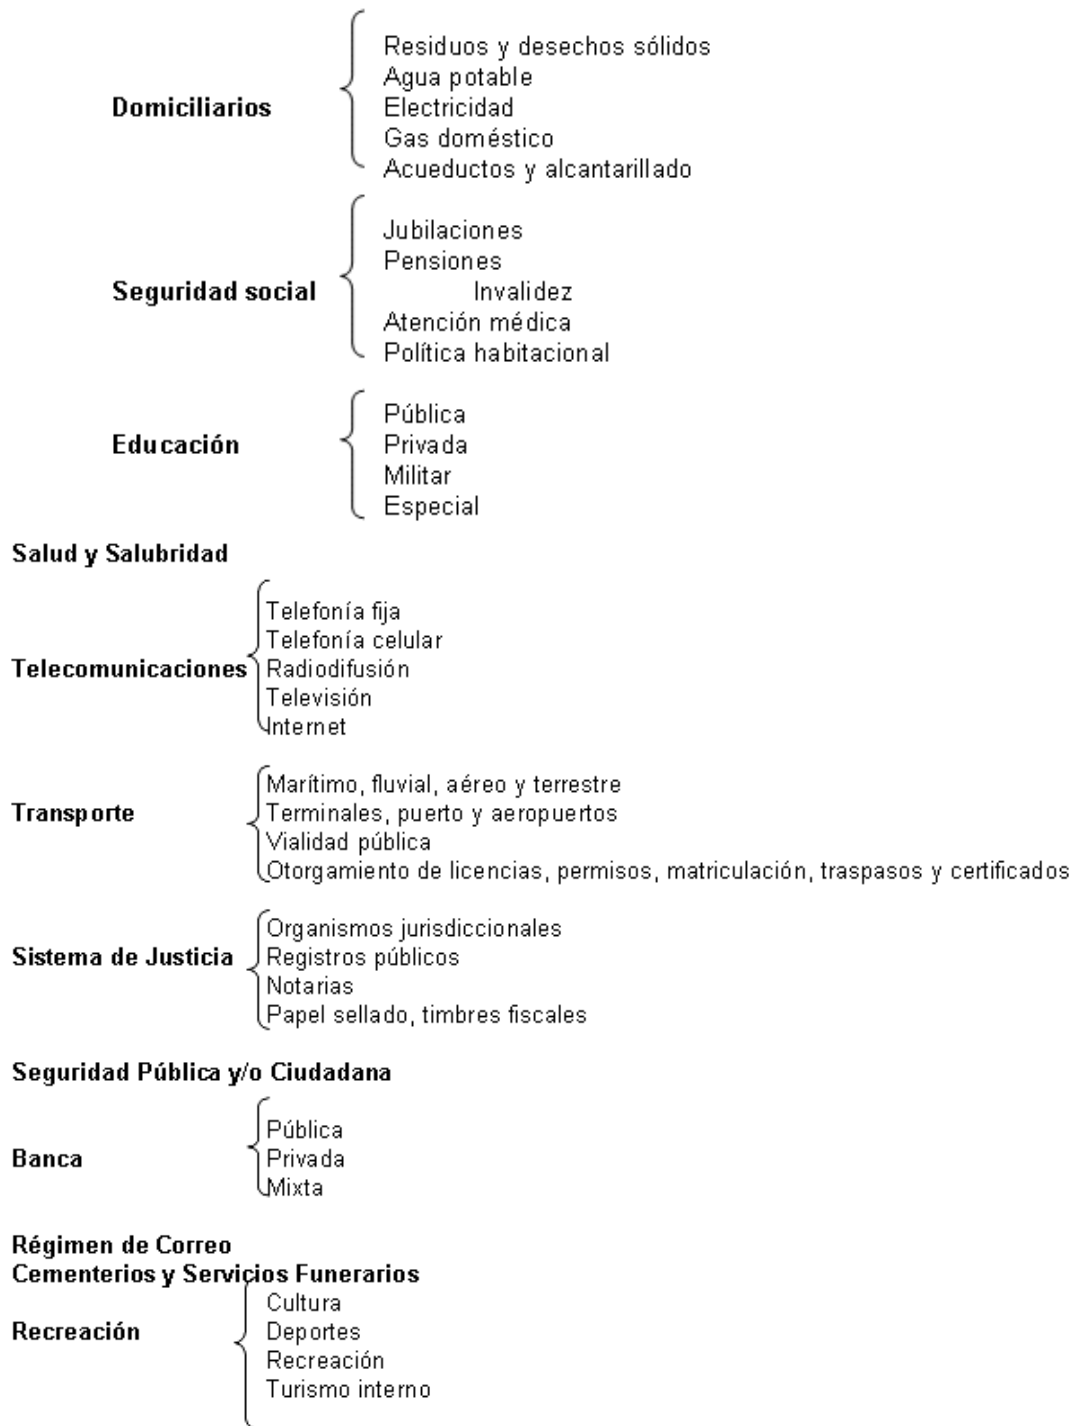 Residuos y desechos sólidos
Agua potable
Domiciliarios
Electricidad
Gas doméstico
Acueductos y alcantarillado
Jubilaciones
Pensiones
Seguridad social
Invalidez
Atención médica
Política habitacional
Pública
Educación
Privada
Militar
Especial
Salud y Salubridad
Telefonía fija
Telefonía celular
Telecomunicaciones
Radiodifusión
Televisión
Internet
Marítimo, fluvial, aéreo y terrestre
Transporte
Terminales, puerto y aeropuertos
Vialidad pública
Otorgamiento de licencias, permisos, matriculación, traspasos y certificados
Organismos jurisdiccionales
Sistema de Justicia
Registros públicos
Notarias
Papel sellado, timbres fiscales
Seguridad Pública y/o Ciudadana
Pública
Banca
Privada
Mixta
Régimen de Correo
Cementerios y Servicios Funerarios
Cultura
Recreación
Deportes
Recreación
Turismo interno